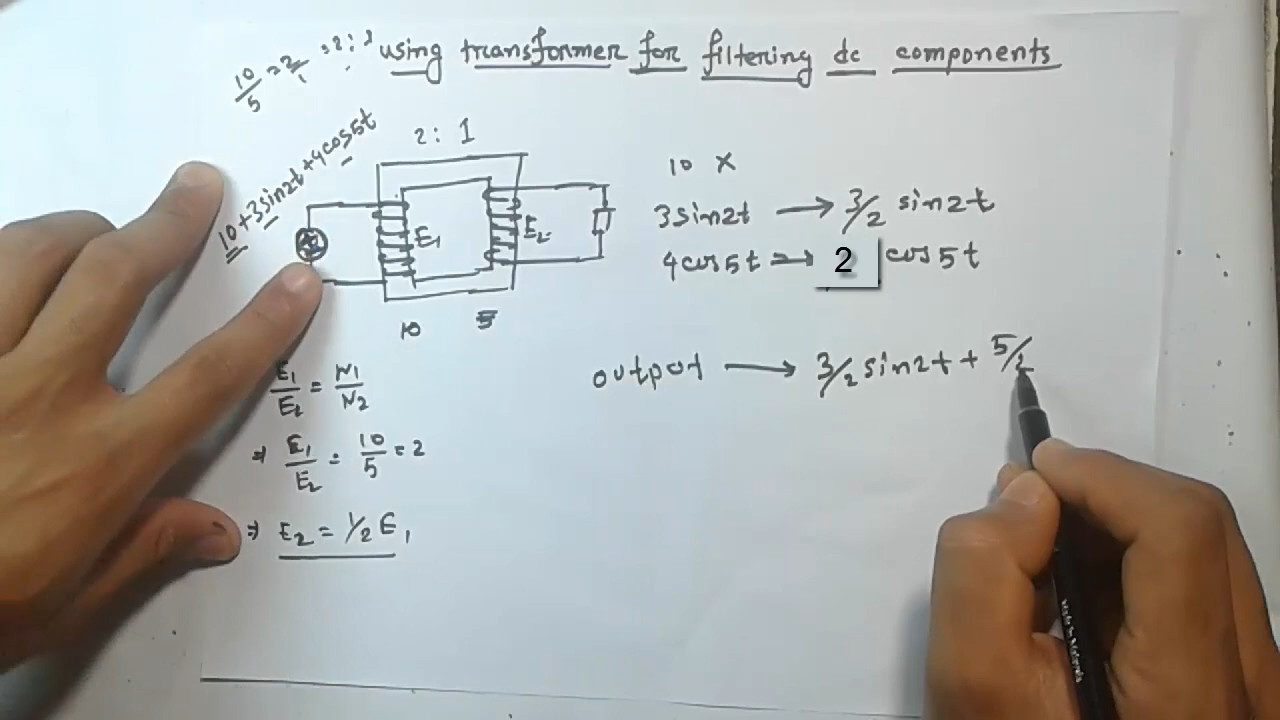 using transformer for filtering dc components
10/5 = 2/1 = 2:1
10+3sin2t+4cos5t
2: 1
E₁
E₂
10
5
E₁/E₂ = N₁/N₂
⇒ E₁/E₂ = 10/5 = 2
⇒ E₂ = 1/2 E₁
10 ×
3sin2t → 3/2 sin2t
4cos5t → 2 cos5t
output → 3/2 sin2t + 5/2